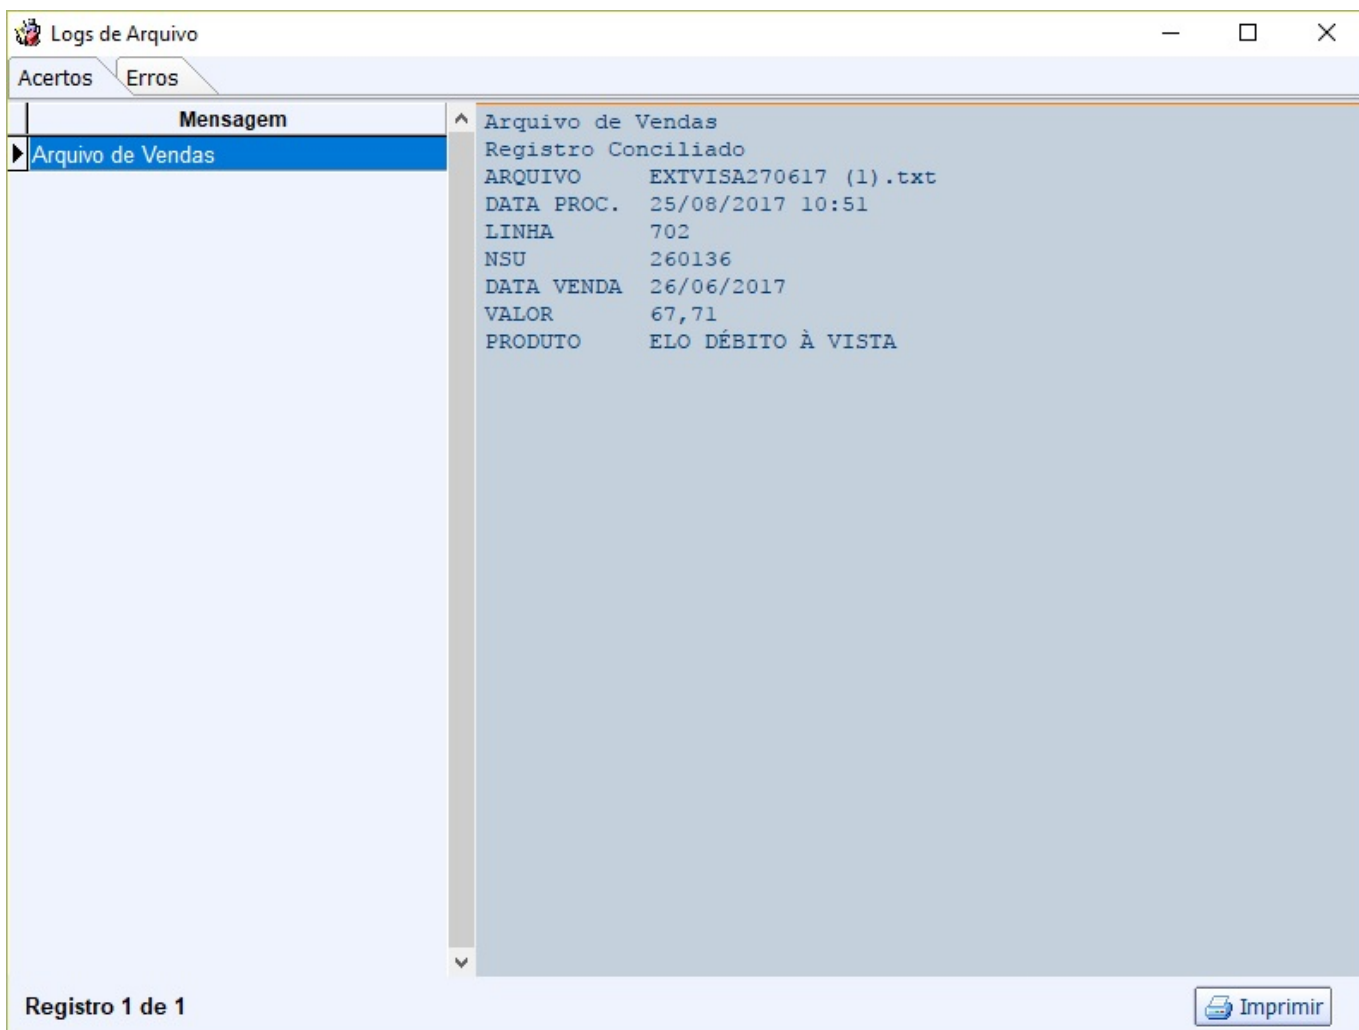 Logs de Arquivo
Acertos Erros
Mensagem
Arquivo de Vendas
Arquivo de Vendas
Registro Conciliado
ARQUIVO EXTVISA270617 (1).txt
DATA PROC. 25/08/2017 10:51
LINHA 702
NSU 260136
DATA VENDA 26/06/2017
VALOR 67,71
PRODUTO ELO DÉBITO À VISTA
Registro 1 de 1
Imprimir